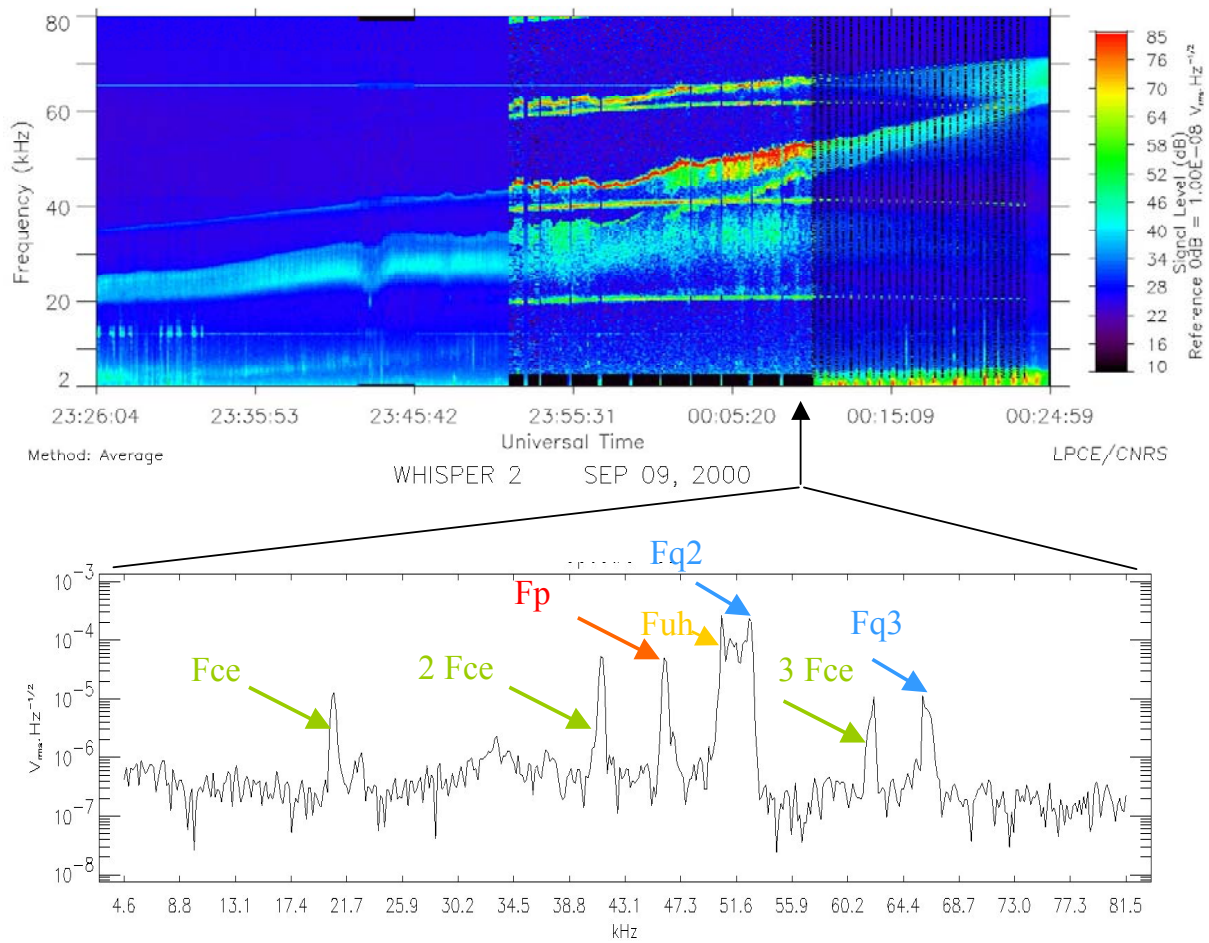 80
60
40
20
2
Frequency (kHz)
23:26:04 23:35:53 23:45:42 23:55:31 00:05:20 00:15:09 00:24:59
Universal Time
Method: Average
LPCE/CNRS
WHISPER 2 SEP 09, 2000
85
76
70
64
58
52
46
40
34
28
22
16
10
Signal Level (dB)
Reference 0dB = 1.00E-08 Vrms.Hz^-1/2
Fq2
Fp
Fuh
Fq3
Fce
2 Fce
3 Fce
10^-3
10^-4
10^-5
10^-6
10^-7
10^-8
Vrms.Hz^-1/2
4.6 8.8 13.1 17.4 21.7 25.9 30.2 34.5 38.8 43.1 47.3 51.6 55.9 60.2 64.4 68.7 73.0 77.3 81.5
kHz